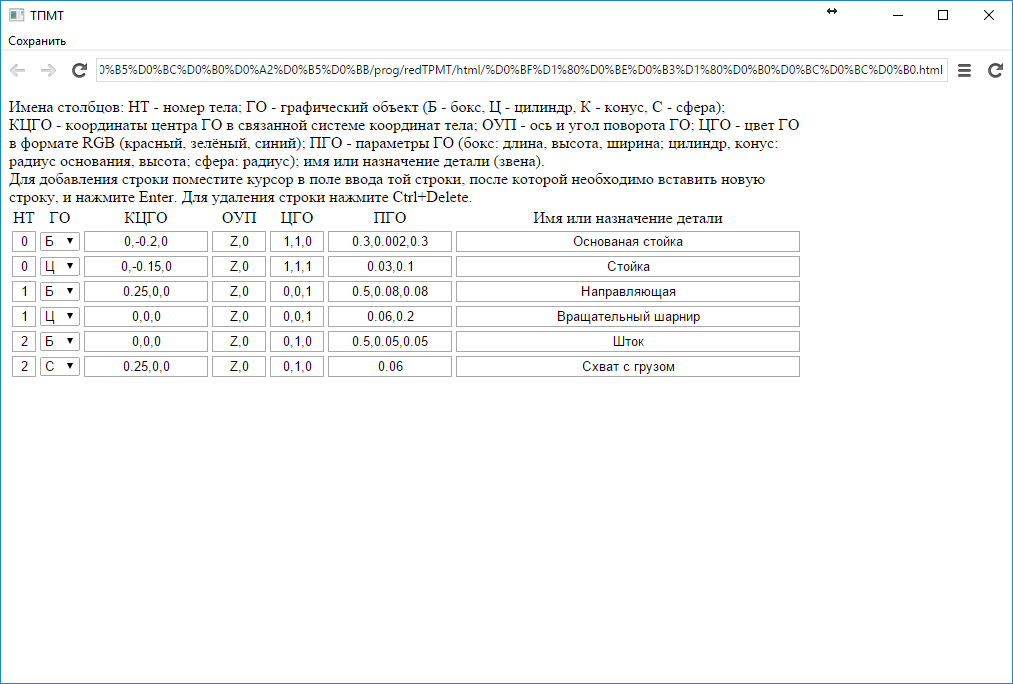 ТПМТ
Сохранить
0%B5%D0%BC%D0%B0%D0%A2%D0%B5%D0%BB/prog/redTPMT/html/%D0%BF%D1%80%D0%BE%D0%B3%D1%80%D0%B0%D0%BC%D0%BC%D0%B0.html
Имена столбцов: НТ - номер тела; ГО - графический объект (Б - бокс, Ц - цилиндр, К - конус, С - сфера);
КЦГО - координаты центра ГО в связанной системе координат тела; ОУП - ось и угол поворота ГО; ЦГО - цвет ГО
в формате RGB (красный, зелёный, синий); ПГО - параметры ГО (бокс: длина, высота, ширина; цилиндр, конус:
радиус основания, высота; сфера: радиус); имя или назначение детали (звена).
Для добавления строки поместите курсор в поле ввода той строки, после которой необходимо вставить новую
строку, и нажмите Enter. Для удаления строки нажмите Ctrl+Delete.
НТ ГО КЦГО ОУП ЦГО ПГО Имя или назначение детали
0 Б 0,-0.2,0 Z,0 1,1,0 0.3,0.002,0.3 Основаная стойка
0 Ц 0,-0.15,0 Z,0 1,1,1 0.03,0.1 Стойка
1 Б 0.25,0,0 Z,0 0,0,1 0.5,0.08,0.08 Направляющая
1 Ц 0,0,0 Z,0 0,0,1 0.06,0.2 Вращательный шарнир
2 Б 0,0,0 Z,0 0,1,0 0.5,0.05,0.05 Шток
2 С 0.25,0,0 Z,0 0,1,0 0.06 Схват с грузом